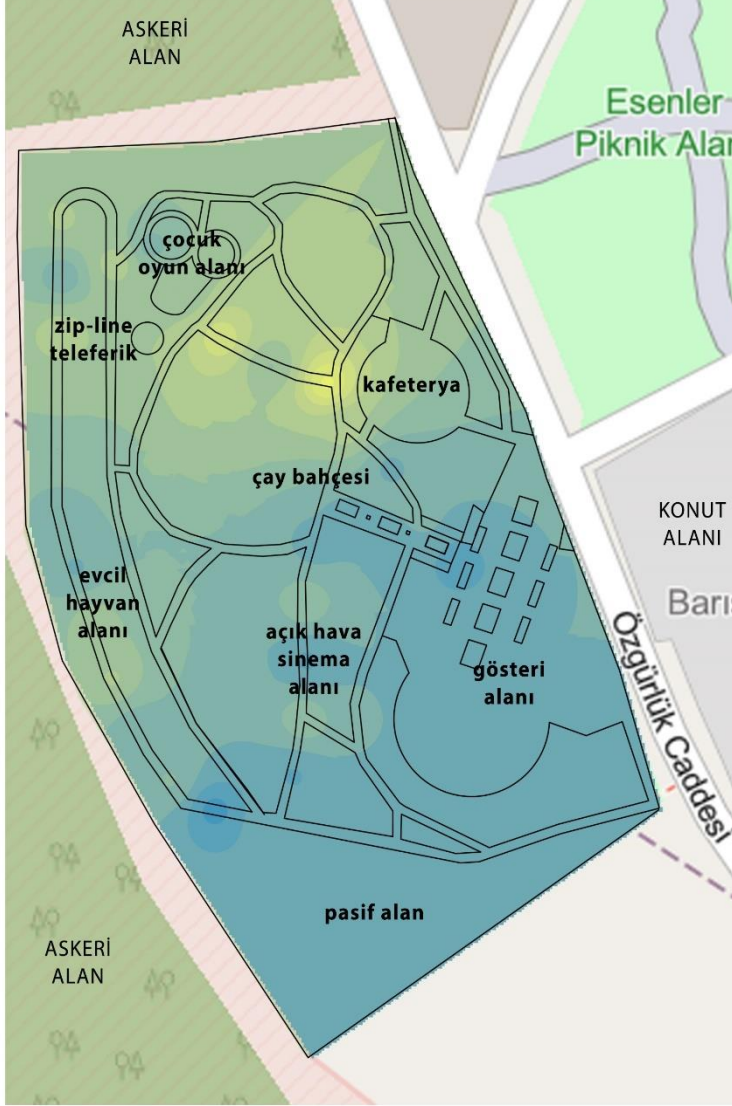 ASKERİ
ALAN
Esenler
Piknik Alan
çocuk
oyun alanı
zip-line
teleferik
kafeterya
çay bahçesi
KONUT
ALANI
Barış
evcil
hayvan
alanı
açık hava
sinema
alanı
gösteri
alanı
Özgürlük Caddesi
pasif alan
ASKERİ
ALAN